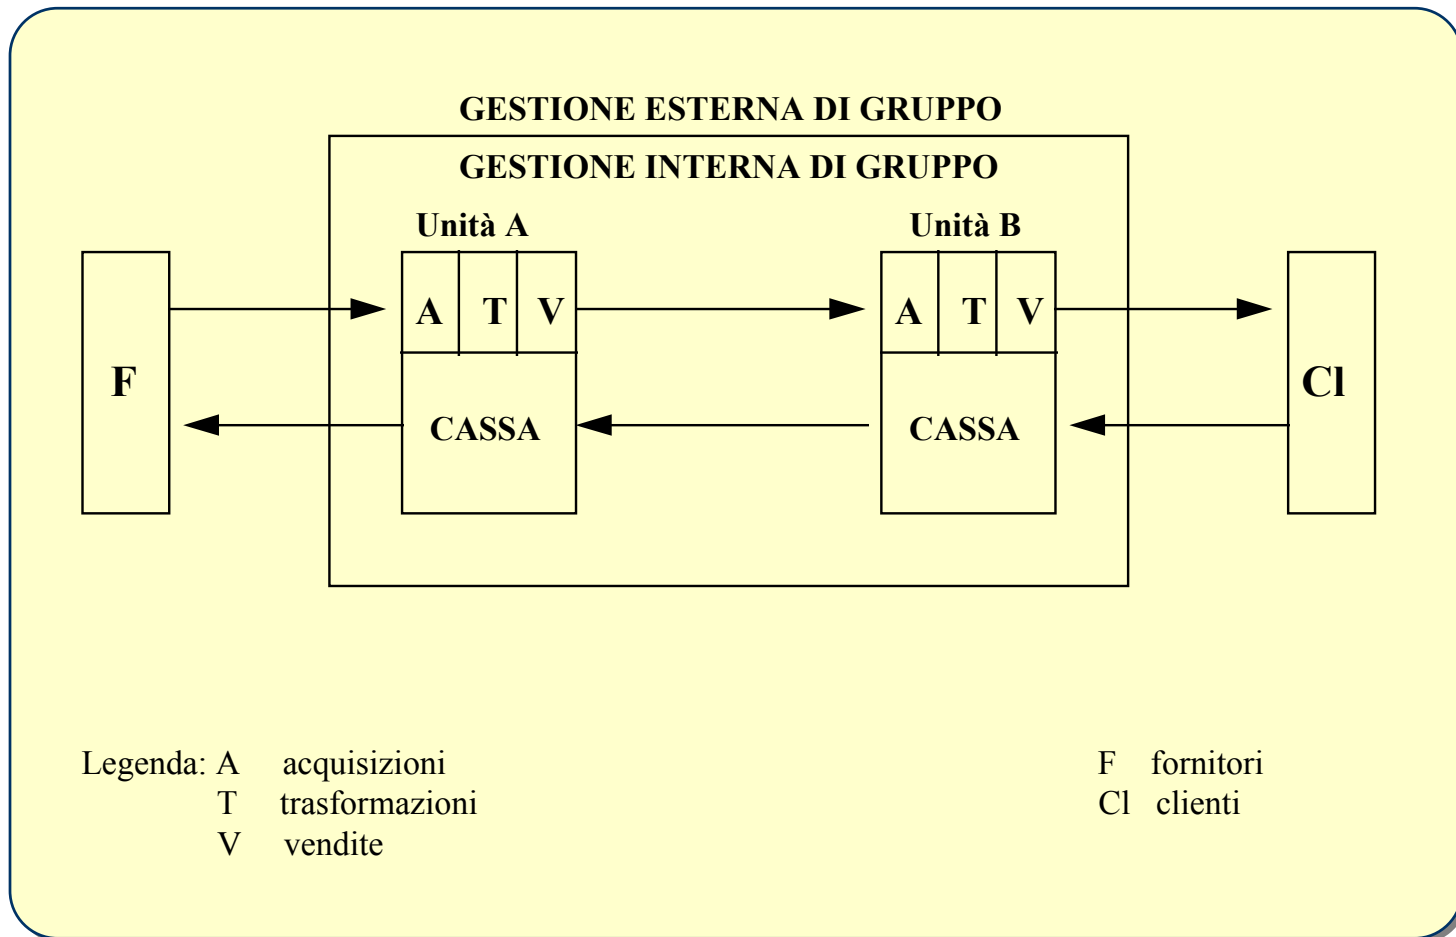 GESTIONE ESTERNA DI GRUPPO
GESTIONE INTERNA DI GRUPPO
Unità A Unità B
A T V A T V
F Cl
CASSA CASSA
Legenda: A acquisizioni F fornitori
T trasformazioni Cl clienti
V vendite